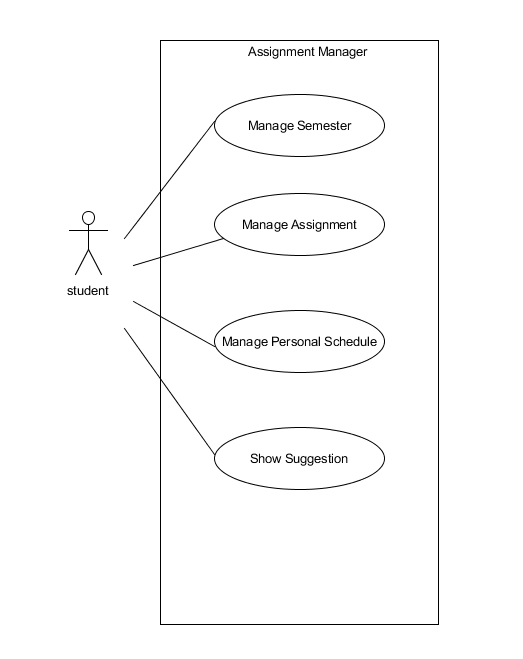 Assignment Manager
Manage Semester
Manage Assignment
student
Manage Personal Schedule
Show Suggestion